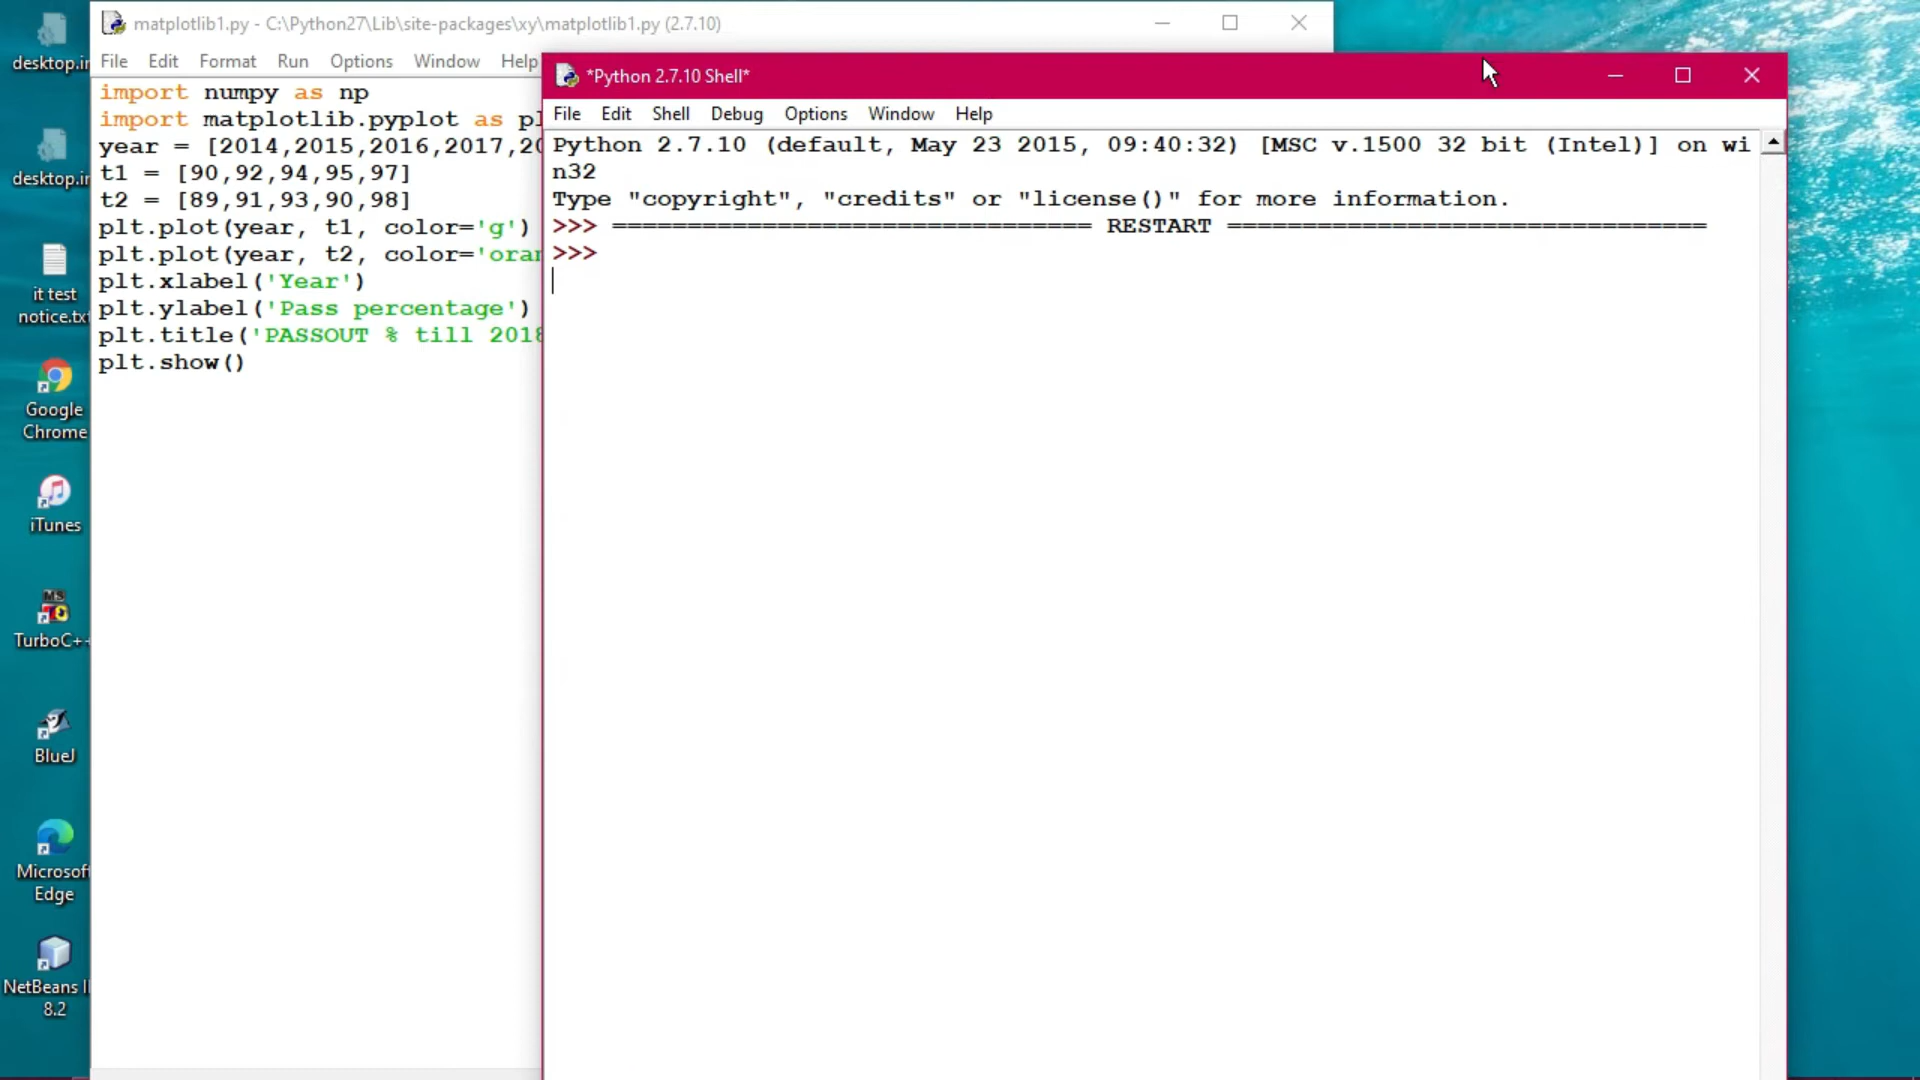 desktop.in
desktop.in
it test
notice.txt
Google
Chrome
iTunes
TurboC++
BlueJ
Microsoft
Edge
NetBeans I
8.2
matplotlib1.py - C:\Python27\Lib\site-packages\xy\matplotlib1.py (2.7.10)
File Edit Format Run Options Window Help
import numpy as np
import matplotlib.pyplot as pl
year = [2014,2015,2016,2017,20
t1 = [90,92,94,95,97]
t2 = [89,91,93,90,98]
plt.plot(year, t1, color='g')
plt.plot(year, t2, color='oran
plt.xlabel('Year')
plt.ylabel('Pass percentage')
plt.title('PASSOUT % till 2018
plt.show()
*Python 2.7.10 Shell*
File Edit Shell Debug Options Window Help
Python 2.7.10 (default, May 23 2015, 09:40:32) [MSC v.1500 32 bit (Intel)] on wi
n32
Type "copyright", "credits" or "license()" for more information.
>>> ================================ RESTART ================================
>>>